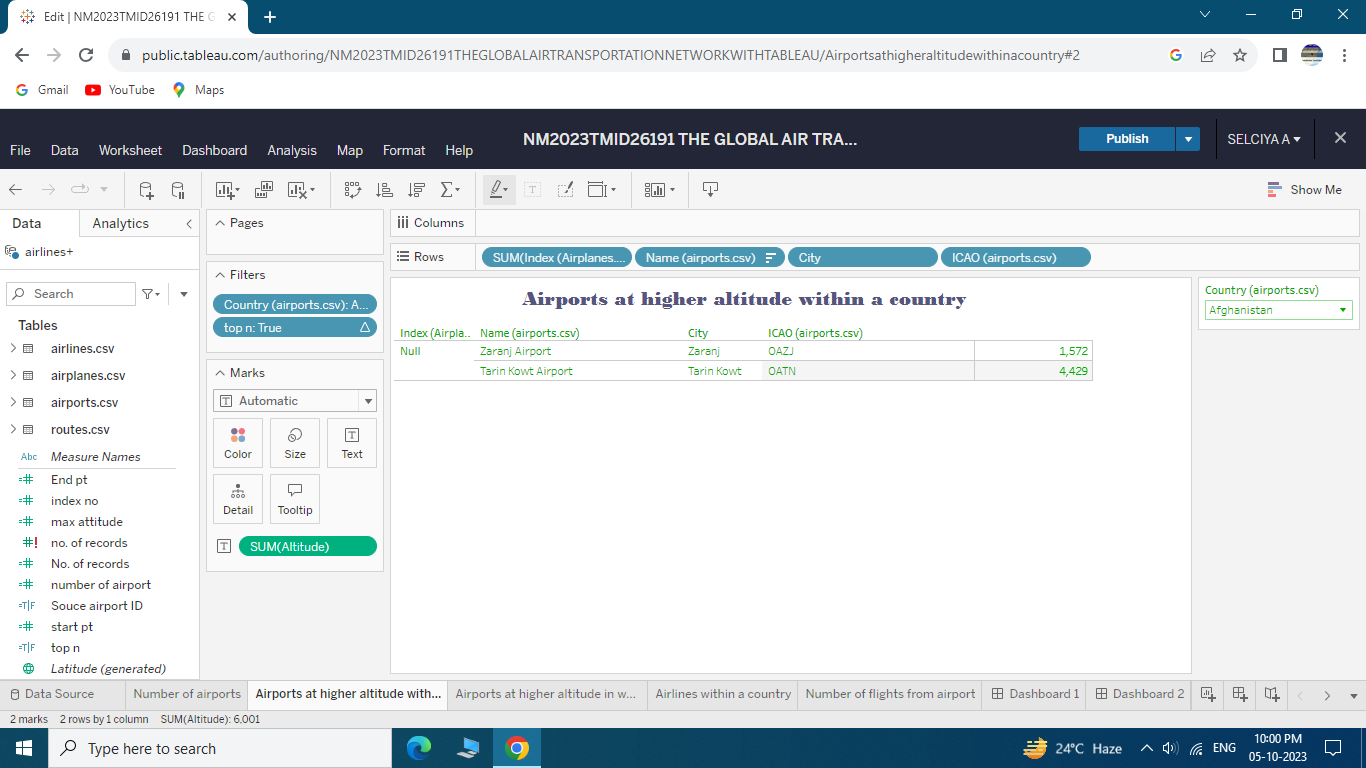 Edit | NM2023TMID26191 THE G
public.tableau.com/authoring/NM2023TMID26191THEGLOBALAIRTRANSPORTATIONNETWORKWITHTABLEAU/Airportsathigheraltitudewithinacountry#2
Gmail YouTube Maps
NM2023TMID26191 THE GLOBAL AIR TRA...
Publish
SELCIYA A
File Data Worksheet Dashboard Analysis Map Format Help
Show Me
Data Analytics
airlines+
Search
Tables
airlines.csv
airplanes.csv
airports.csv
routes.csv
Abc Measure Names
End pt
index no
max attitude
no. of records
No. of records
number of airport
=T|F Souce airport ID
start pt
=T|F top n
Latitude (generated)
Pages
Filters
Country (airports.csv): A...
top n: True
Marks
T Automatic
Color Size Text
Detail Tooltip
T SUM(Altitude)
Columns
Rows SUM(Index (Airplanes.... Name (airports.csv) City ICAO (airports.csv)
Airports at higher altitude within a country
Index (Airpla.. Name (airports.csv) City ICAO (airports.csv)
Null Zaranj Airport Zaranj OAZJ 1,572
Tarin Kowt Airport Tarin Kowt OATN 4,429
Country (airports.csv)
Afghanistan
Data Source Number of airports Airports at higher altitude with... Airports at higher altitude in w... Airlines within a country Number of flights from airport Dashboard 1 Dashboard 2
2 marks 2 rows by 1 column SUM(Altitude): 6,001
Type here to search
24°C Haze
ENG
10:00 PM
05-10-2023